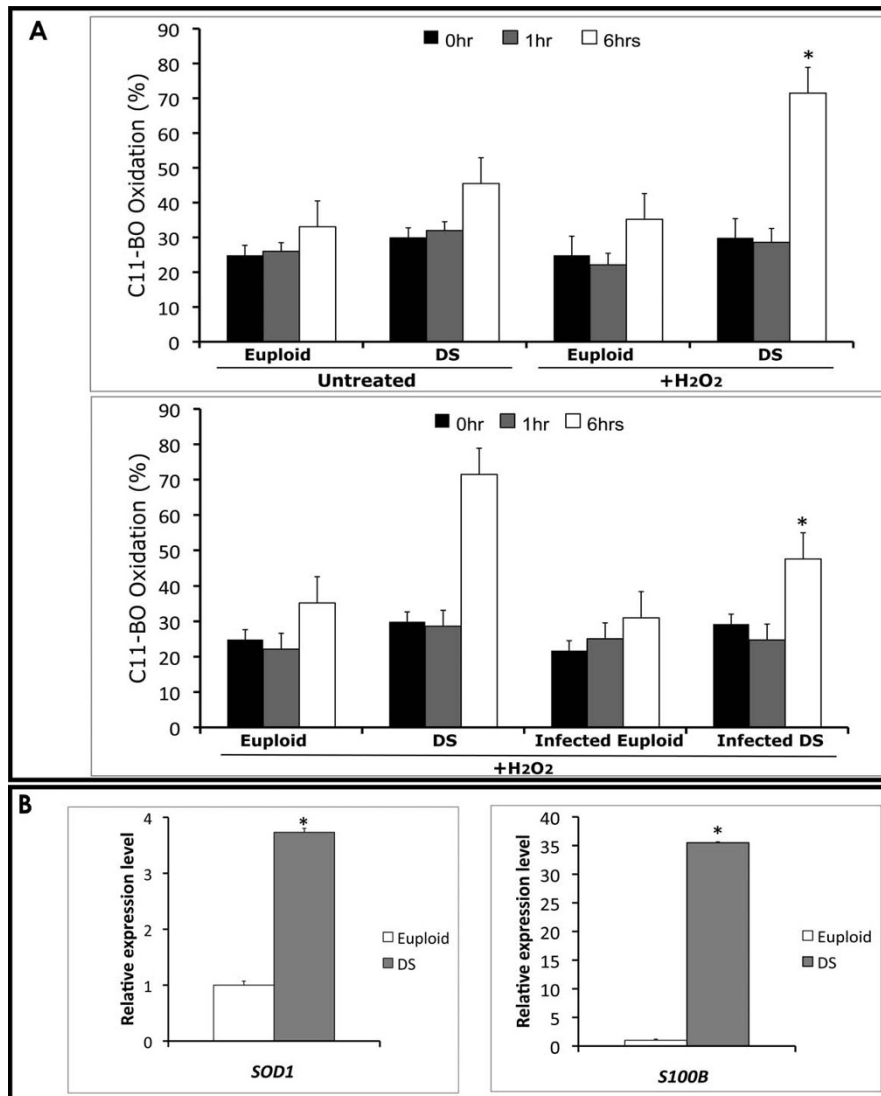 A
90
80
70
60
50
40
30
20
10
0
C11-BO Oxidation (%)
0hr 1hr 6hrs
*
Euploid DS Euploid DS
Untreated +H₂O₂
90
80
70
60
50
40
30
20
10
0
C11-BO Oxidation (%)
0hr 1hr 6hrs
*
Euploid DS Infected Euploid Infected DS
+H₂O₂
B
4
3
2
1
0
Relative expression level
*
Euploid
DS
SOD1
40
35
30
25
20
15
10
5
0
Relative expression level
*
Euploid
DS
S100B